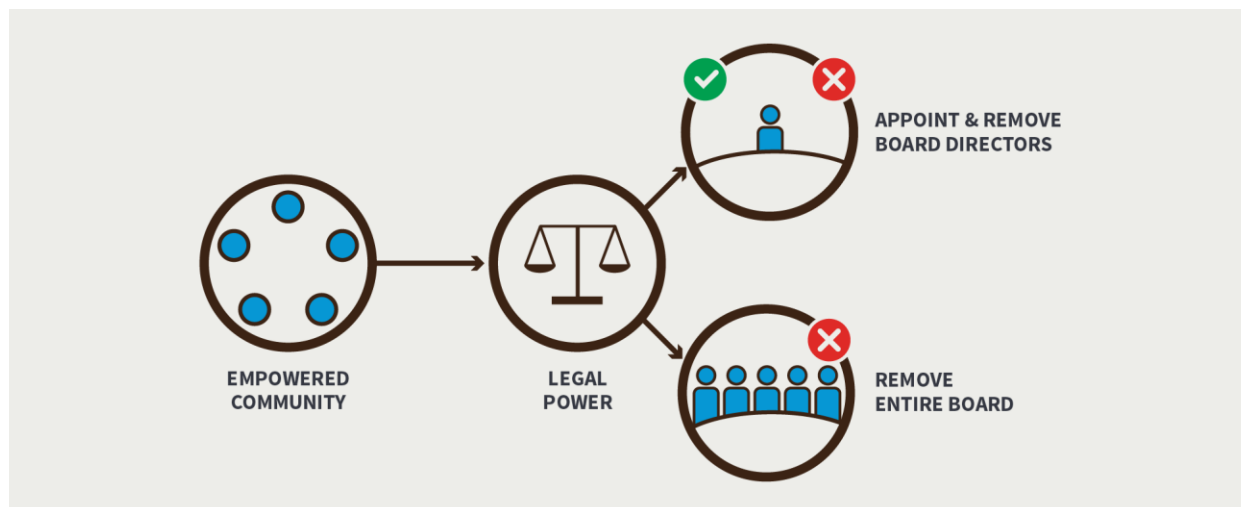 APPOINT & REMOVE
BOARD DIRECTORS
EMPOWERED
COMMUNITY
LEGAL
POWER
REMOVE
ENTIRE BOARD